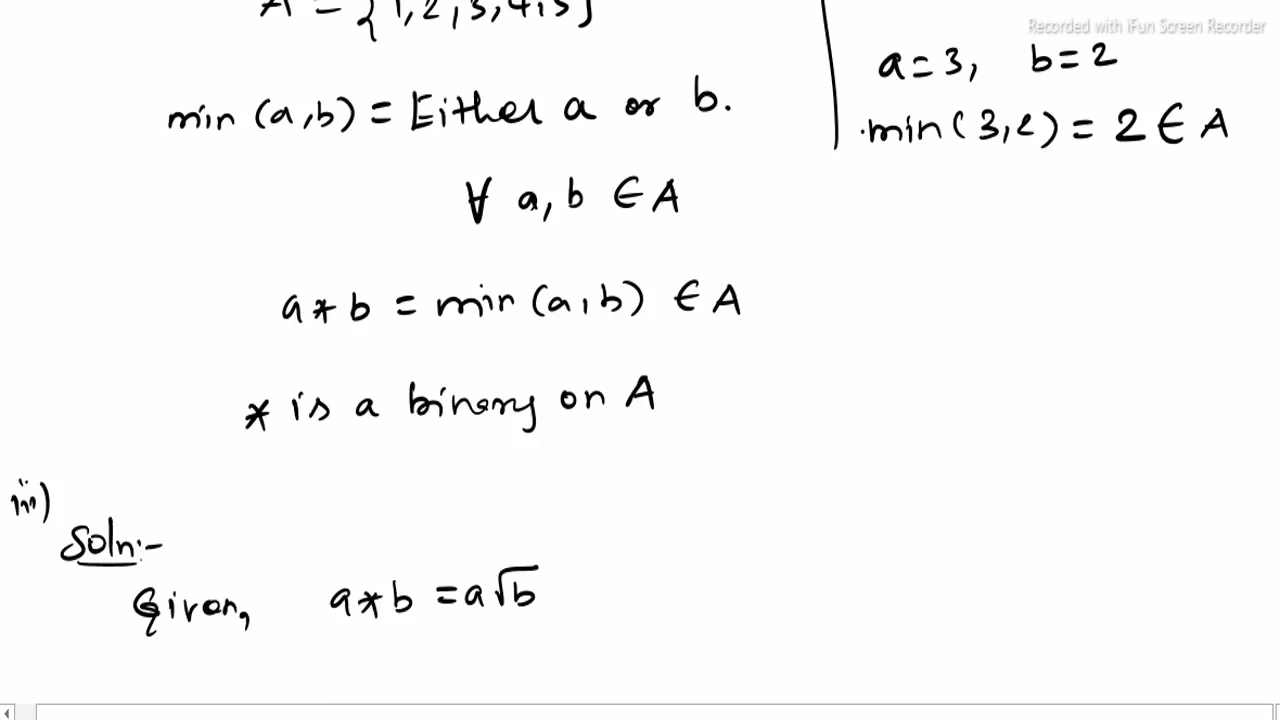 A = {1,2,3,4,5}
min (a,b) = Either a or b.
∀ a, b ∈ A
a * b = min (a, b) ∈ A
* is a binary on A
Recorded with iFun Screen Recorder
a = 3, b = 2
min( 3, 2) = 2 ∈ A
iii)
Soln:-
Given, a * b = a√b